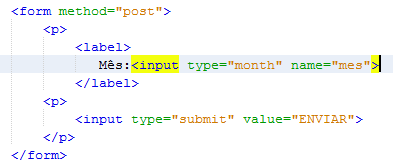 <form method="post">
<p>
<label>
Mês:<input type="month" name="mes">
</label>
<p>
<input type="submit" value="ENVIAR">
</p>
</form>